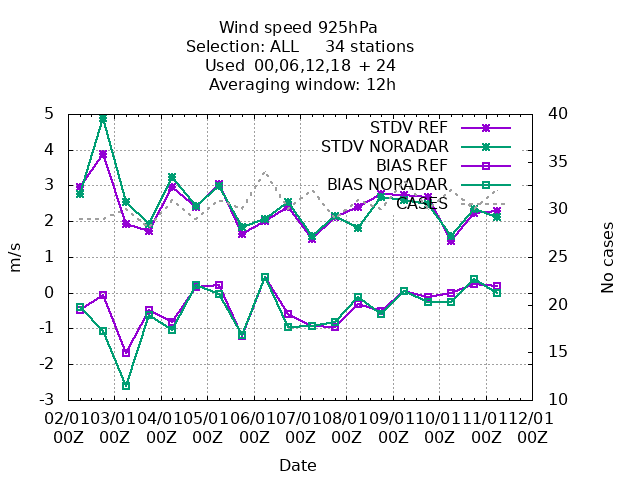 Wind speed 925hPa
Selection: ALL 34 stations
Used 00,06,12,18 + 24
Averaging window: 12h
5
4
3
2
1
0
-1
-2
-3
m/s
40
35
30
25
20
15
10
No cases
STDV REF
STDV NORADAR
BIAS REF
BIAS NORADAR
CASES
02/01 03/01 04/01 05/01 06/01 07/01 08/01 09/01 10/01 11/01 12/01
00Z 00Z 00Z 00Z 00Z 00Z 00Z 00Z 00Z 00Z 00Z
Date